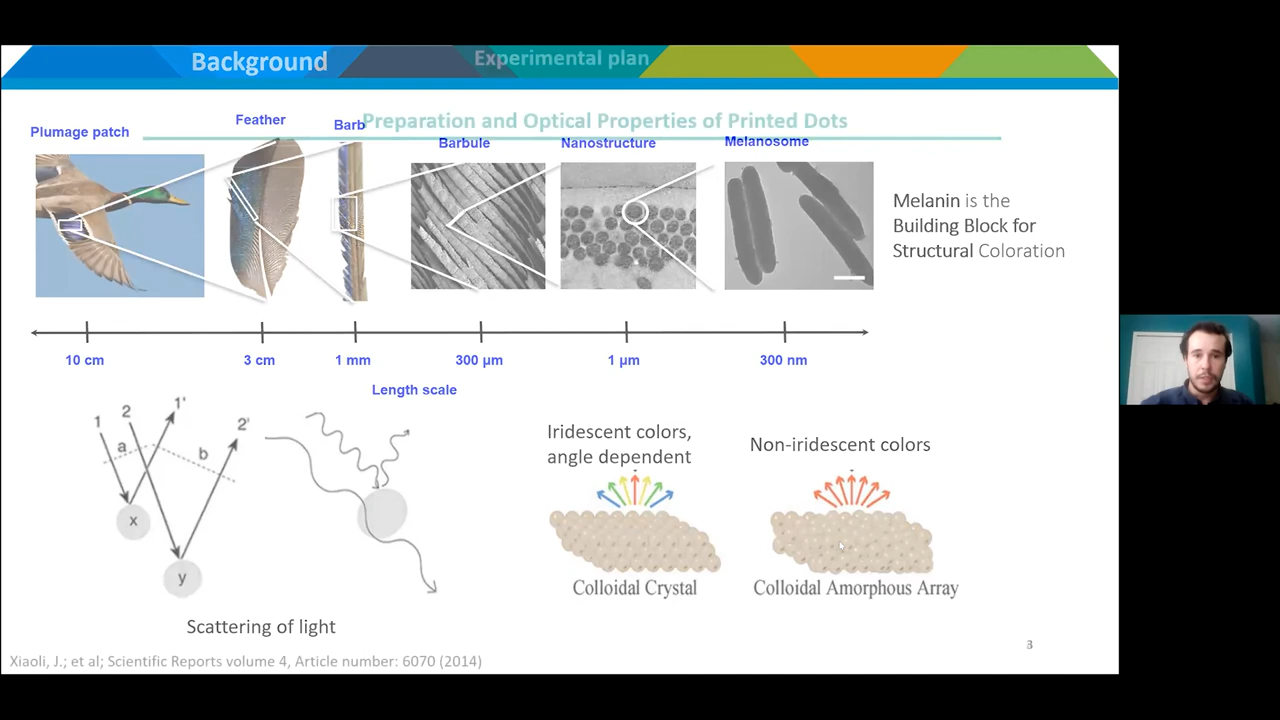 Background
Experimental plan
Preparation and Optical Properties of Printed Dots
Plumage patch
Feather
Barb
Barbule
Nanostructure
Melanosome
Melanin is the
Building Block for
Structural Coloration
10 cm
3 cm
1 mm
300 µm
1 µm
300 nm
Length scale
1
2
1'
2'
a
b
x
y
Scattering of light
Iridescent colors,
angle dependent
Colloidal Crystal
Non-iridescent colors
Colloidal Amorphous Array
3
Xiaoli, J.; et al; Scientific Reports volume 4, Article number: 6070 (2014)